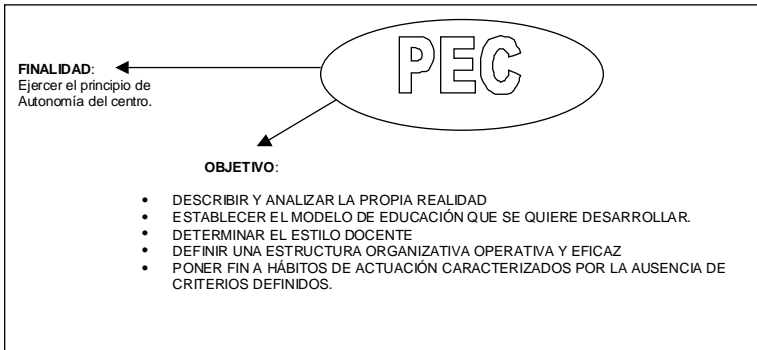 PEC
FINALIDAD:
Ejercer el principio de
Autonomía del centro.
OBJETIVO:
• DESCRIBIR Y ANALIZAR LA PROPIA REALIDAD
• ESTABLECER EL MODELO DE EDUCACIÓN QUE SE QUIERE DESARROLLAR.
• DETERMINAR EL ESTILO DOCENTE
• DEFINIR UNA ESTRUCTURA ORGANIZATIVA OPERATIVA Y EFICAZ
• PONER FIN A HÁBITOS DE ACTUACIÓN CARACTERIZADOS POR LA AUSENCIA DE
CRITERIOS DEFINIDOS.